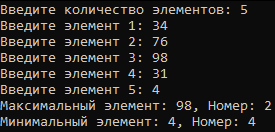 Введите количество элементов: 5
Введите элемент 1: 34
Введите элемент 2: 76
Введите элемент 3: 98
Введите элемент 4: 31
Введите элемент 5: 4
Максимальный элемент: 98, Номер: 2
Минимальный элемент: 4, Номер: 4